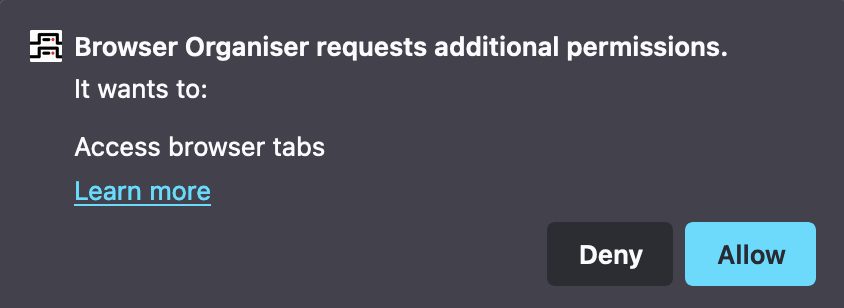 Browser Organiser requests additional permissions.
It wants to:
Access browser tabs
Learn more
Deny
Allow